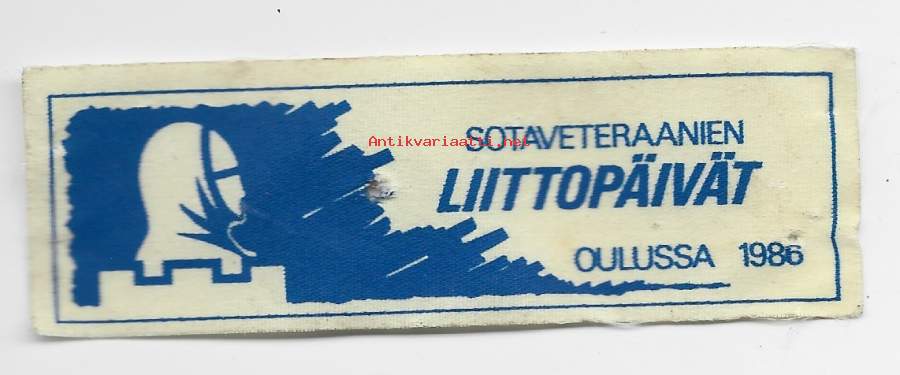 SOTAVETERAANIEN
Antikvariaatti.net
LIITTOPÄIVÄT
OULUSSA 1986